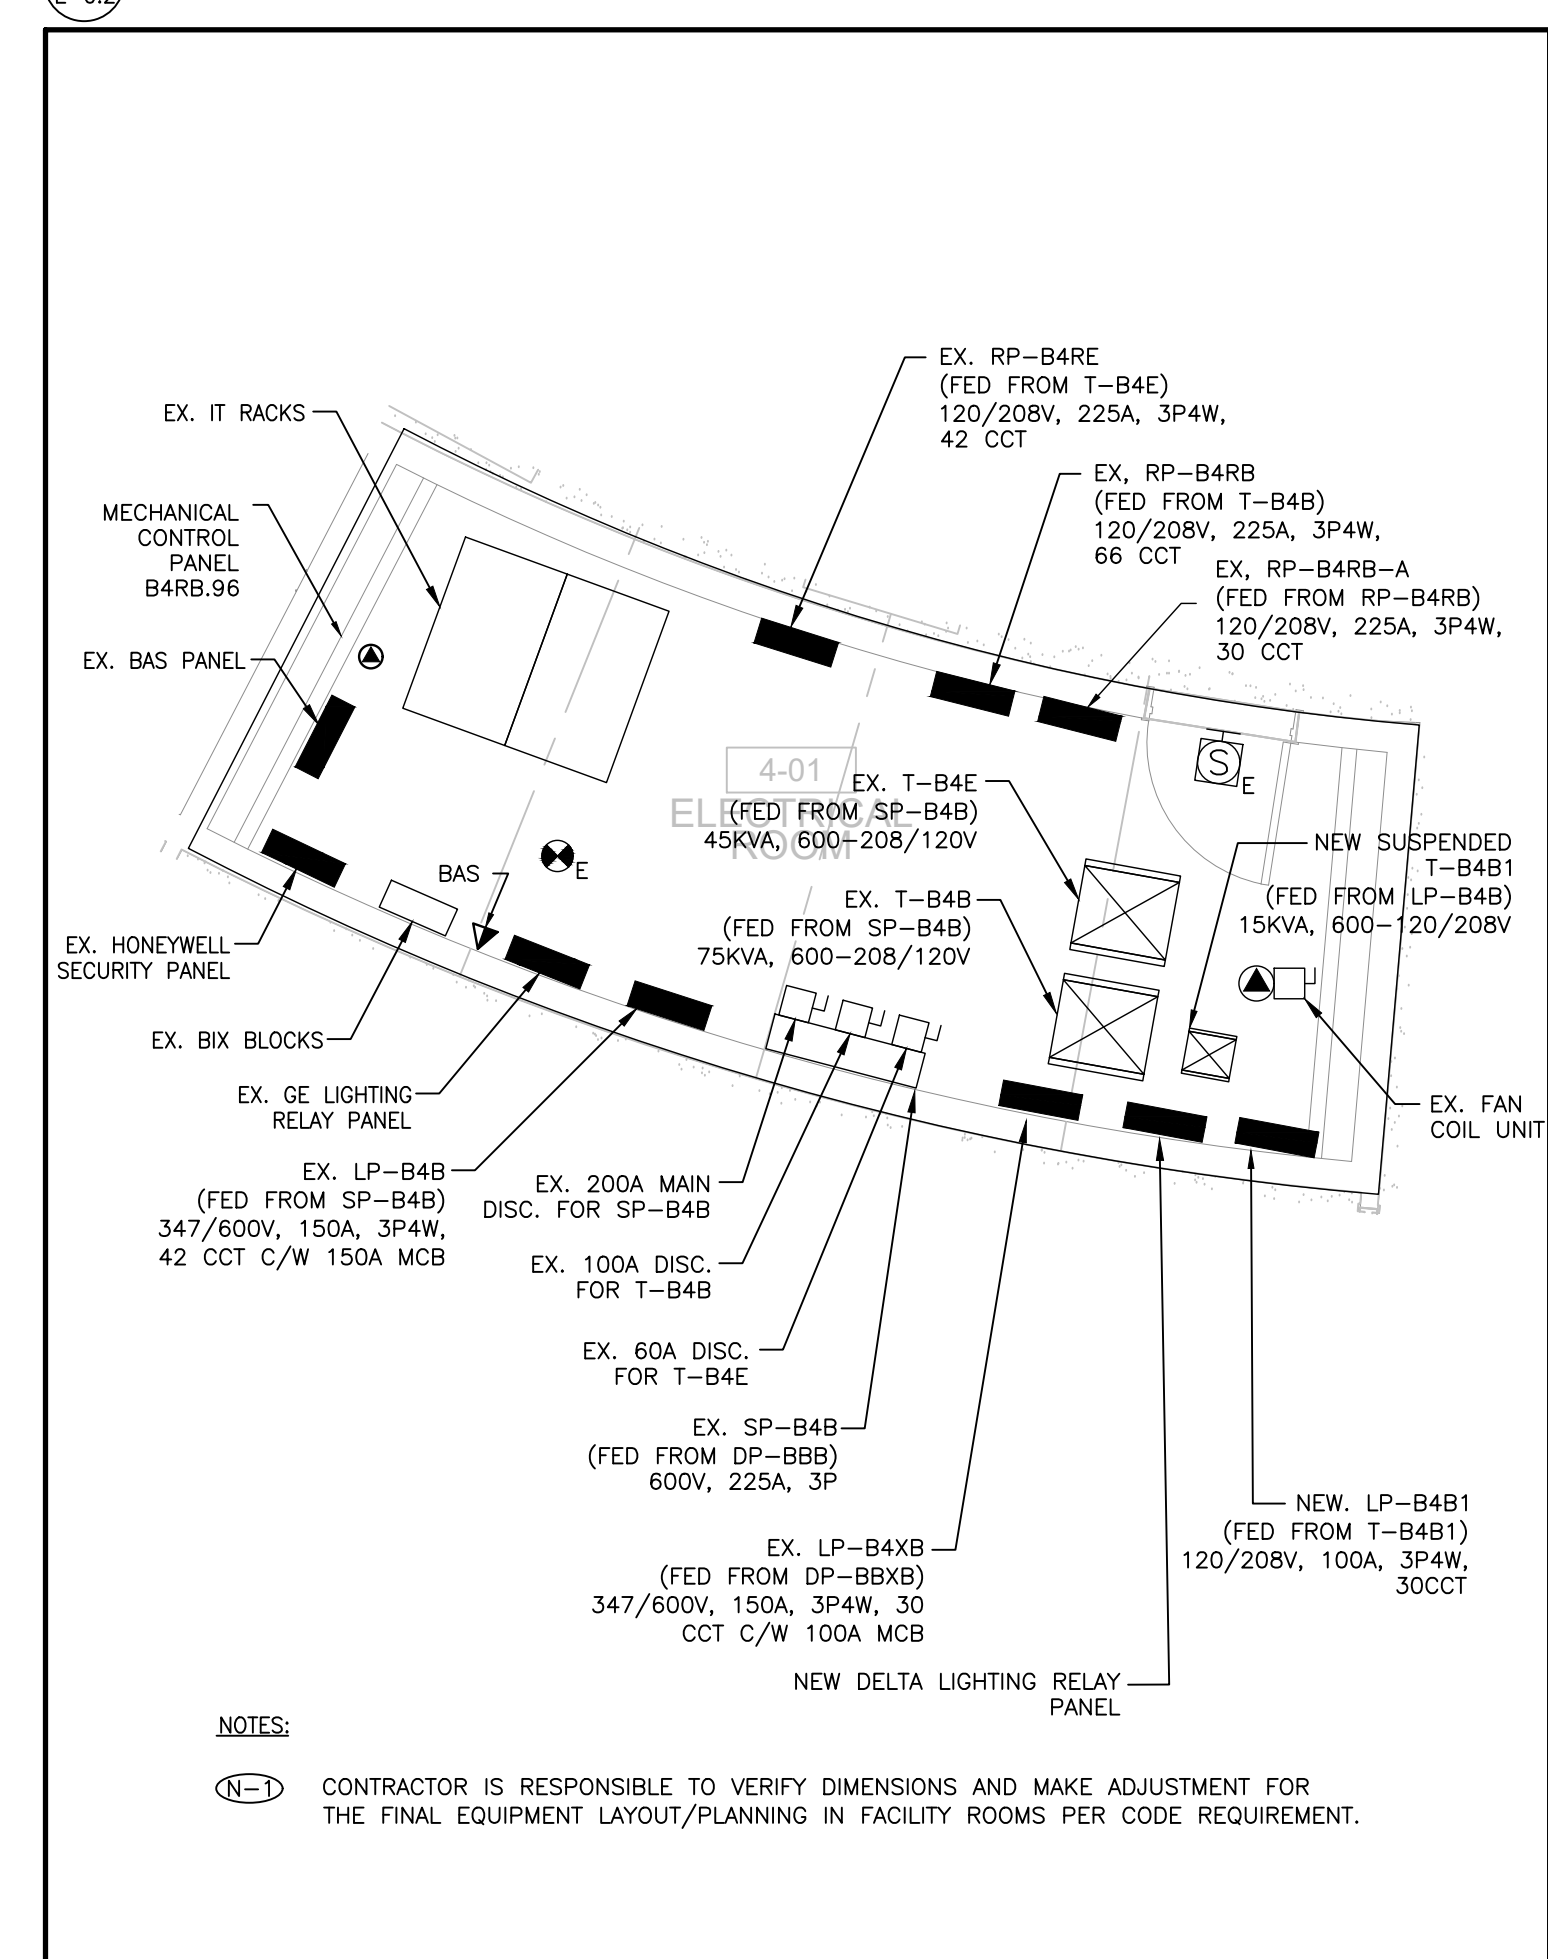 EX. RP-B4RE
(FED FROM T-B4E)
120/208V, 225A, 3P4W,
42 CCT
EX. IT RACKS
EX, RP-B4RB
(FED FROM T-B4B)
120/208V, 225A, 3P4W,
66 CCT
MECHANICAL
CONTROL
PANEL
B4RB.96
EX, RP-B4RB-A
(FED FROM RP-B4RB)
120/208V, 225A, 3P4W,
30 CCT
EX. BAS PANEL
4-01
ELECTRICAL
ROOM
S
E
EX. T-B4E
(FED FROM SP-B4B)
45KVA, 600-208/120V
NEW SUSPENDED
T-B4B1
(FED FROM LP-B4B)
15KVA, 600-120/208V
BAS
E
EX. T-B4B
(FED FROM SP-B4B)
75KVA, 600-208/120V
EX. HONEYWELL
SECURITY PANEL
EX. BIX BLOCKS
EX. GE LIGHTING
RELAY PANEL
EX. FAN
COIL UNIT
EX. LP-B4B
(FED FROM SP-B4B)
347/600V, 150A, 3P4W,
42 CCT C/W 150A MCB
EX. 200A MAIN
DISC. FOR SP-B4B
EX. 100A DISC.
FOR T-B4B
EX. 60A DISC.
FOR T-B4E
EX. SP-B4B
(FED FROM DP-BBB)
600V, 225A, 3P
NEW. LP-B4B1
(FED FROM T-B4B1)
120/208V, 100A, 3P4W,
30CCT
EX. LP-B4XB
(FED FROM DP-BBXB)
347/600V, 150A, 3P4W, 30
CCT C/W 100A MCB
NEW DELTA LIGHTING RELAY
PANEL
NOTES:
N-1 CONTRACTOR IS RESPONSIBLE TO VERIFY DIMENSIONS AND MAKE ADJUSTMENT FOR
THE FINAL EQUIPMENT LAYOUT/PLANNING IN FACILITY ROOMS PER CODE REQUIREMENT.